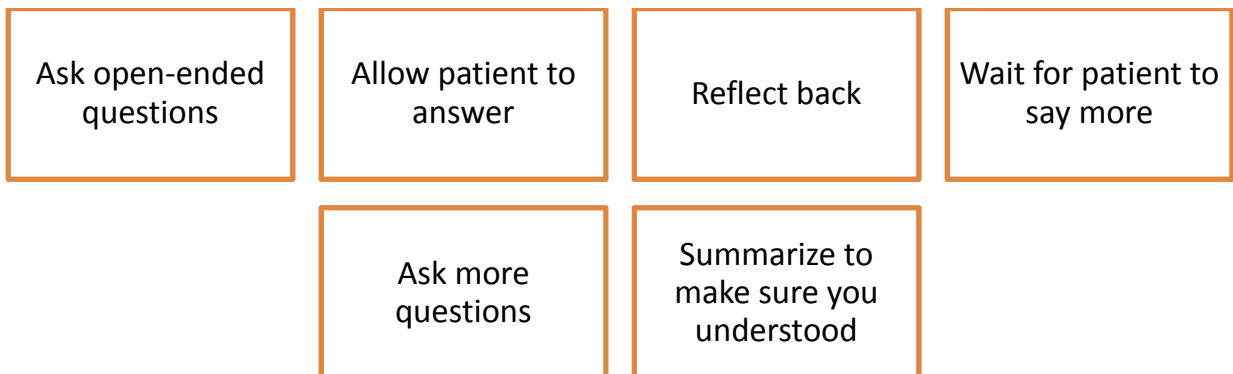 Ask open-ended
questions
Allow patient to
answer
Reflect back
Wait for patient to
say more
Ask more
questions
Summarize to
make sure you
understood